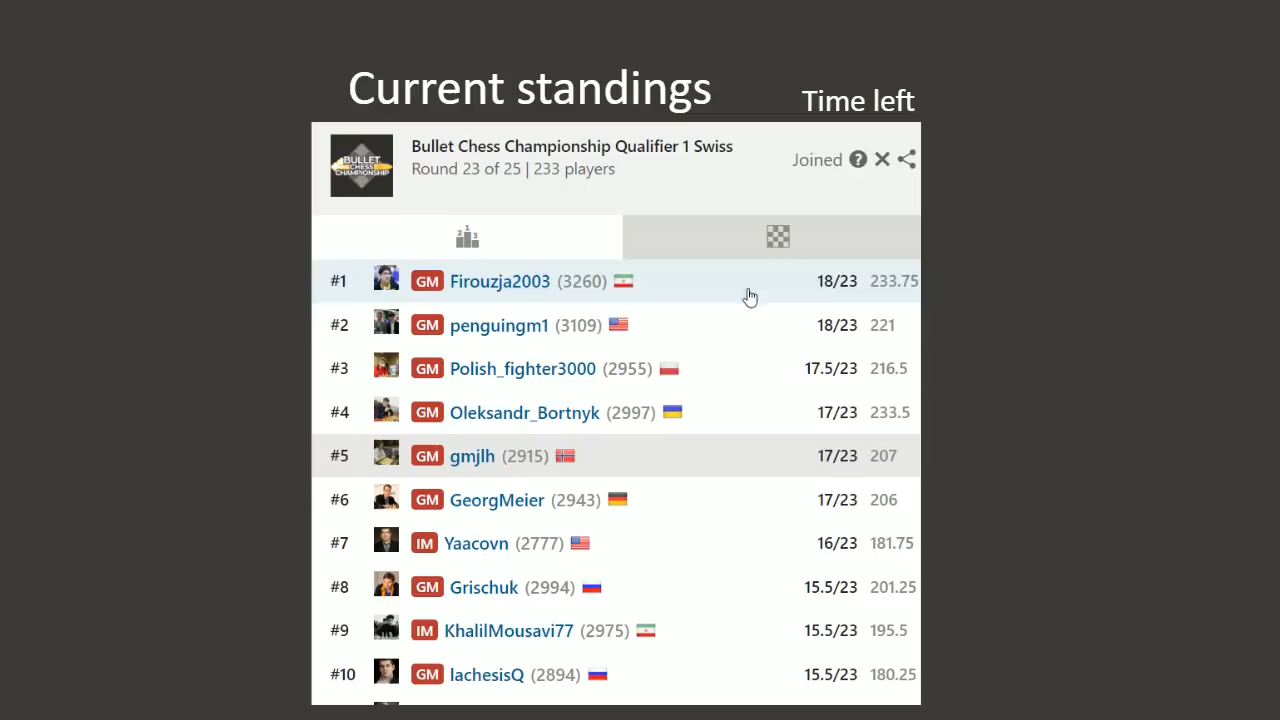 Current standings
Time left
BULLET
CHESS
CHAMPIONSHIP
Bullet Chess Championship Qualifier 1 Swiss
Joined ?
Round 23 of 25 | 233 players
2 1 3
#1 GM Firouzja2003 (3260) 18/23 233.75
#2 GM penguingm1 (3109) 18/23 221
#3 GM Polish_fighter3000 (2955) 17.5/23 216.5
#4 GM Oleksandr_Bortnyk (2997) 17/23 233.5
#5 GM gmjlh (2915) 17/23 207
#6 GM GeorgMeier (2943) 17/23 206
#7 IM Yaacovn (2777) 16/23 181.75
#8 GM Grischuk (2994) 15.5/23 201.25
#9 IM KhalilMousavi77 (2975) 15.5/23 195.5
#10 GM lachesisQ (2894) 15.5/23 180.25